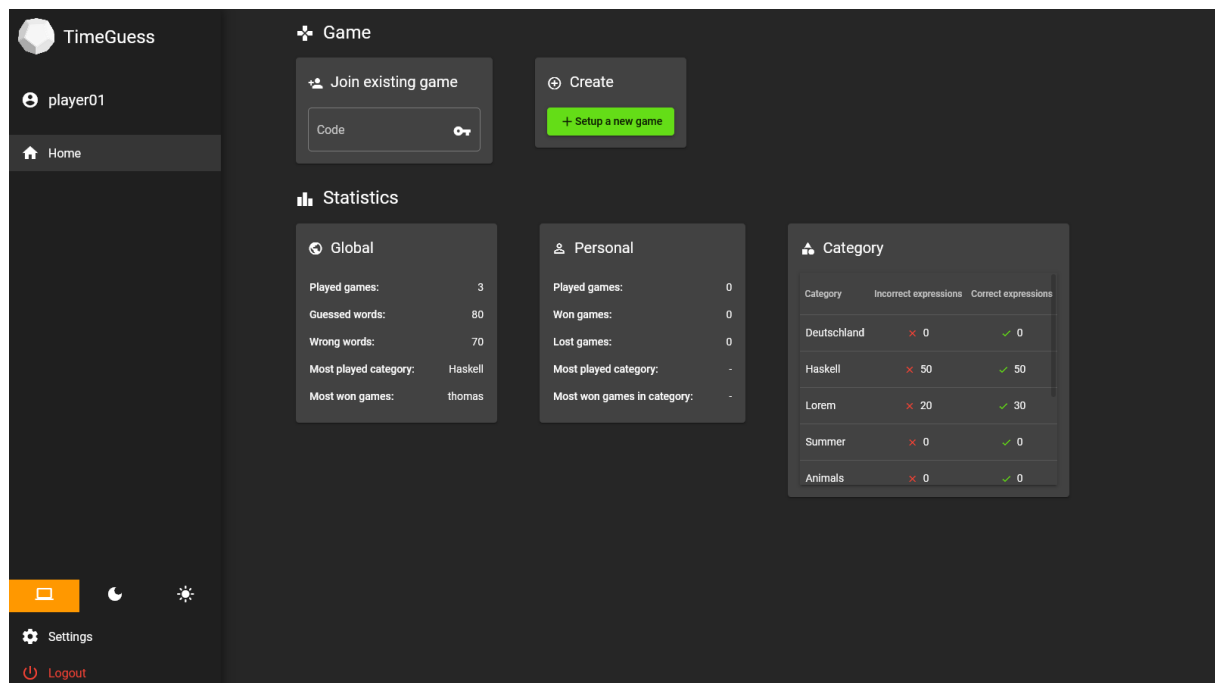 TimeGuess
player01
Home
Settings
Logout
Game
Join existing game
Code
Create
+ Setup a new game
Statistics
Global
Played games: 3
Guessed words: 80
Wrong words: 70
Most played category: Haskell
Most won games: thomas
Personal
Played games: 0
Won games: 0
Lost games: 0
Most played category: -
Most won games in category: -
Category
Category Incorrect expressions Correct expressions
Deutschland × 0 ✓ 0
Haskell × 50 ✓ 50
Lorem × 20 ✓ 30
Summer × 0 ✓ 0
Animals × 0 ✓ 0